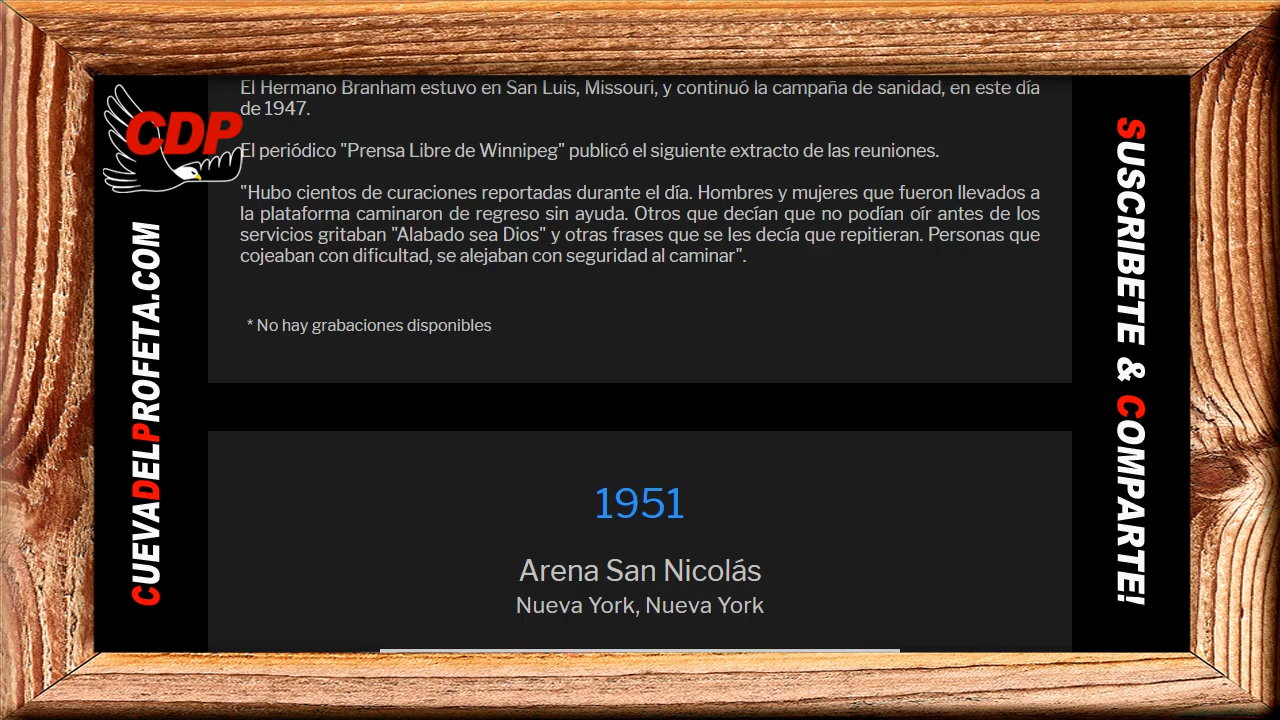 El Hermano Branham estuvo en San Luis, Missouri, y continuó la campaña de sanidad, en este día
de 1947.
El periódico "Prensa Libre de Winnipeg" publicó el siguiente extracto de las reuniones.
"Hubo cientos de curaciones reportadas durante el día. Hombres y mujeres que fueron llevados a
la plataforma caminaron de regreso sin ayuda. Otros que decían que no podían oír antes de los
servicios gritaban "Alabado sea Dios" y otras frases que se les decía que repitieran. Personas que
cojeaban con dificultad, se alejaban con seguridad al caminar".
* No hay grabaciones disponibles
1951
Arena San Nicolás
Nueva York, Nueva York
CDP
CUEVADELPROFETA.COM
SUSCRIBETE & COMPARTE!